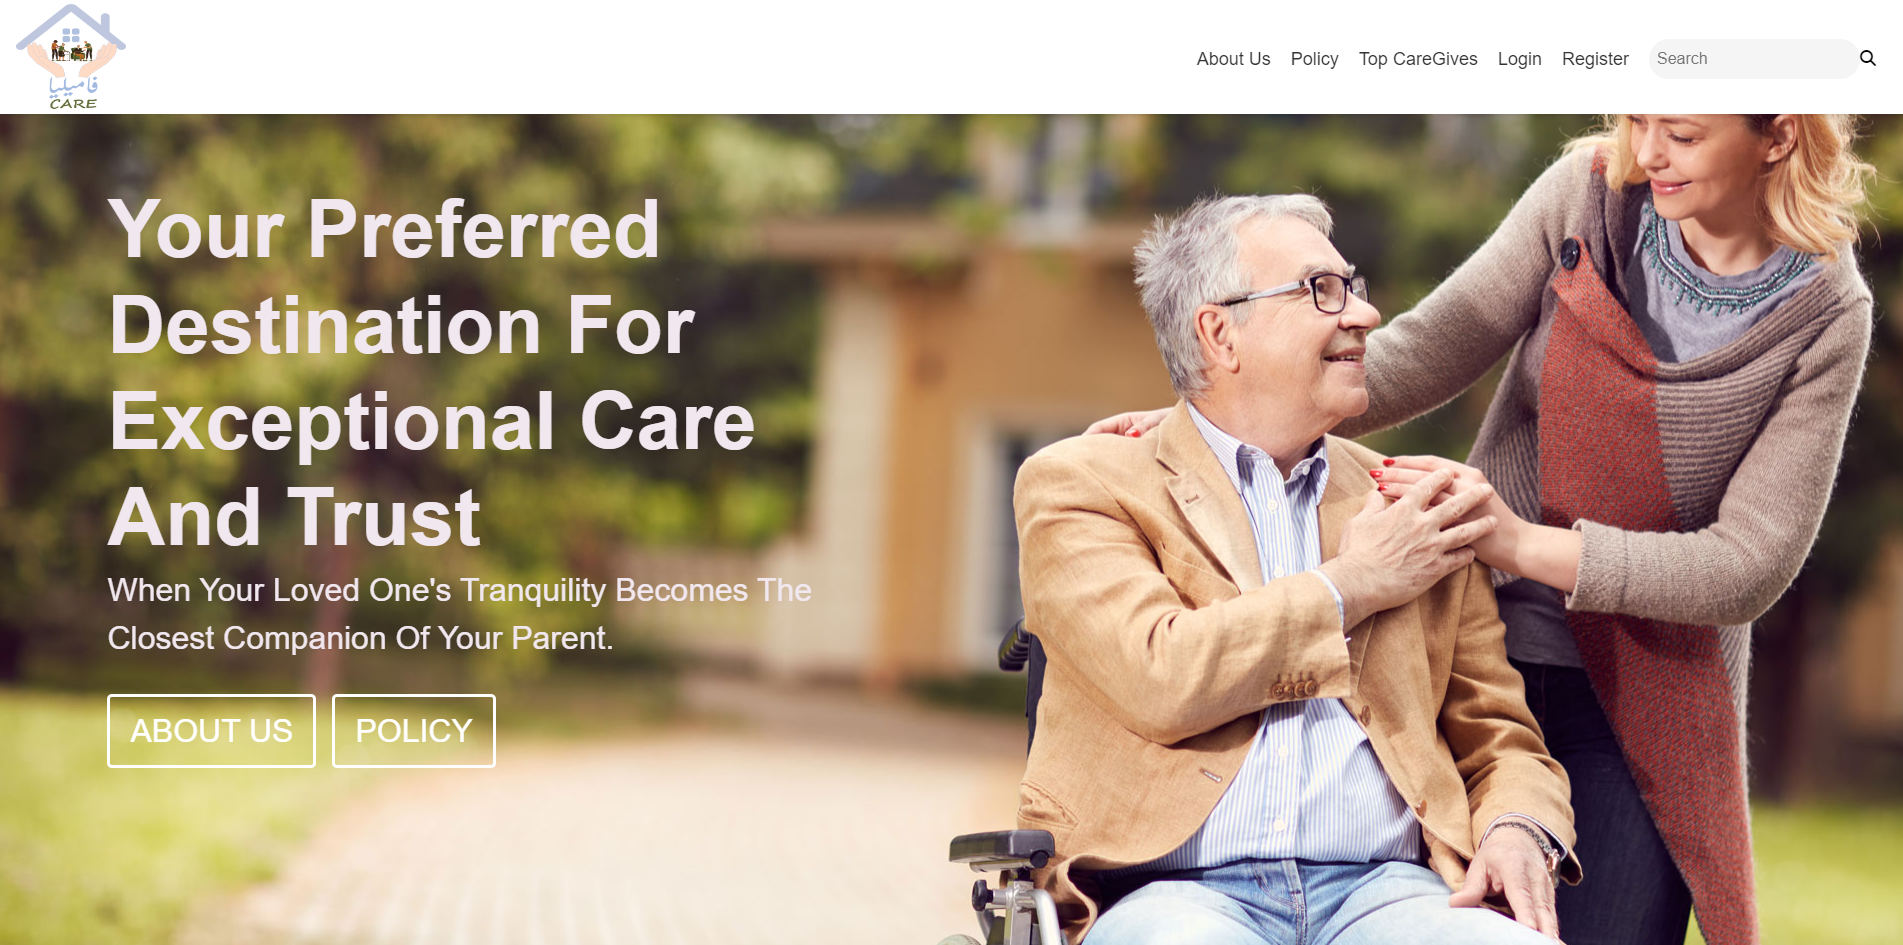 فاميليا
CARE
About Us Policy Top CareGives Login Register Search
Your Preferred
Destination For
Exceptional Care
And Trust
When Your Loved One's Tranquility Becomes The
Closest Companion Of Your Parent.
ABOUT US POLICY